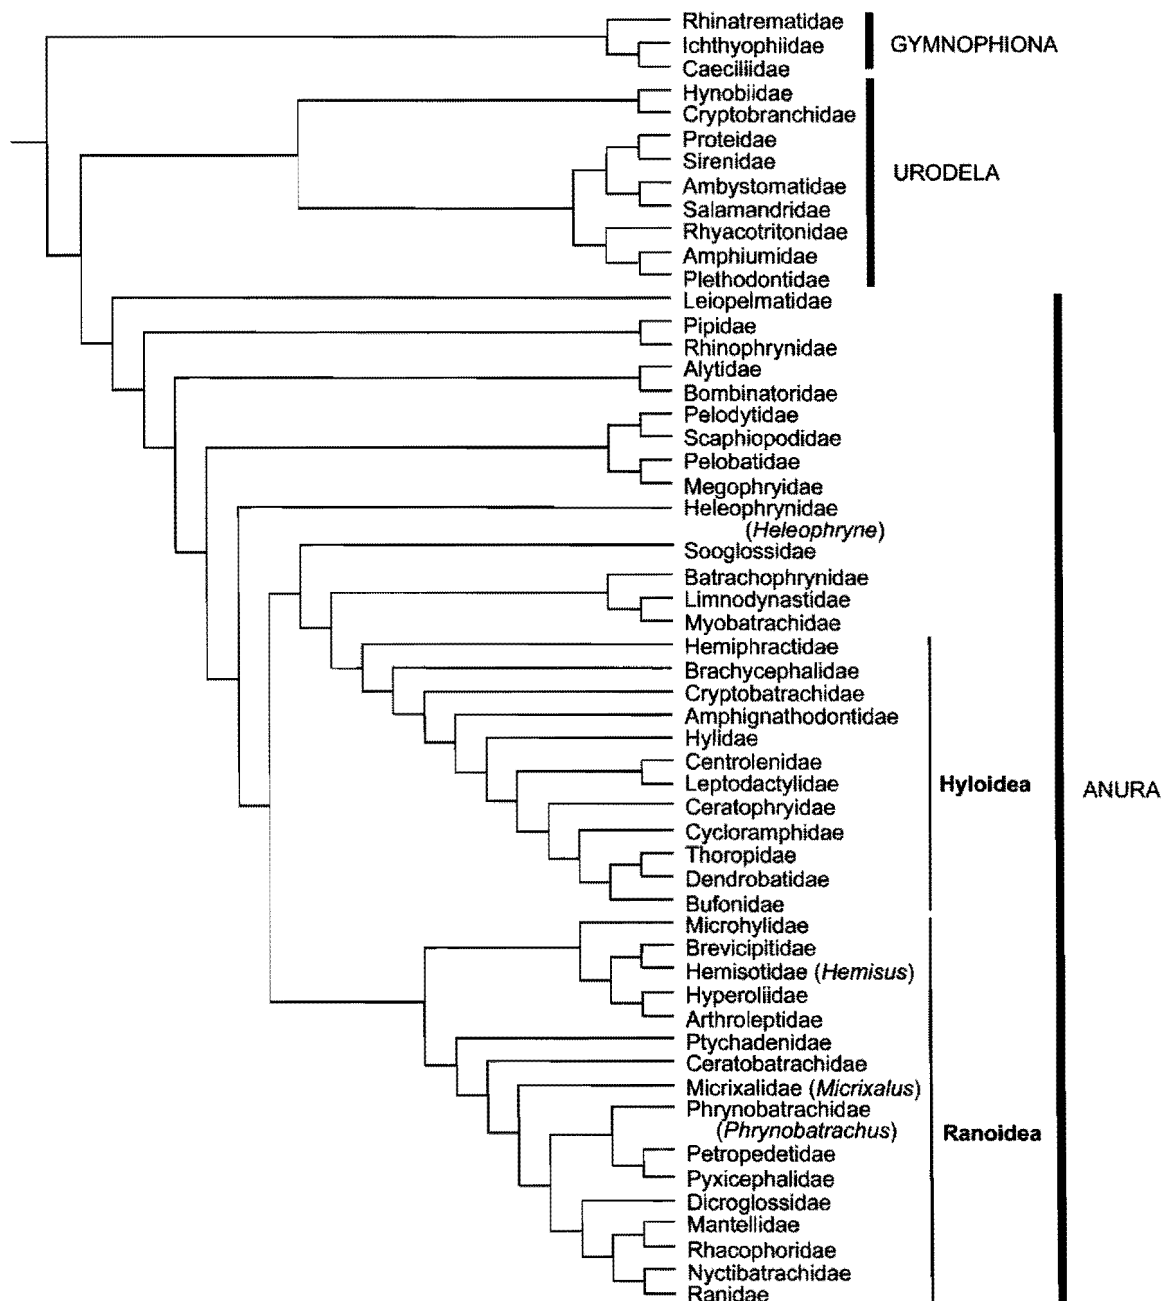 Rhinatrematidae
Ichthyophiidae
Caeciliidae
GYMNOPHIONA
Hynobiidae
Cryptobranchidae
Proteidae
Sirenidae
Ambystomatidae
Salamandridae
Rhyacotritonidae
Amphiumidae
Plethodontidae
URODELA
Leiopelmatidae
Pipidae
Rhinophrynidae
Alytidae
Bombinatoridae
Pelodytidae
Scaphiopodidae
Pelobatidae
Megophryidae
Heleophrynidae
(Heleophryne)
Sooglossidae
Batrachophrynidae
Limnodynastidae
Myobatrachidae
Hemiphractidae
Brachycephalidae
Cryptobatrachidae
Amphignathodontidae
Hylidae
Centrolenidae
Leptodactylidae
Ceratophryidae
Cycloramphidae
Thoropidae
Dendrobatidae
Bufonidae
Hyloidea
ANURA
Microhylidae
Brevicipitidae
Hemisotidae (Hemisus)
Hyperoliidae
Arthroleptidae
Ptychadenidae
Ceratobatrachidae
Micrixalidae (Micrixalus)
Phrynobatrachidae
(Phrynobatrachus)
Petropedetidae
Pyxicephalidae
Dicroglossidae
Mantellidae
Rhacophoridae
Nyctibatrachidae
Ranidae
Ranoidea